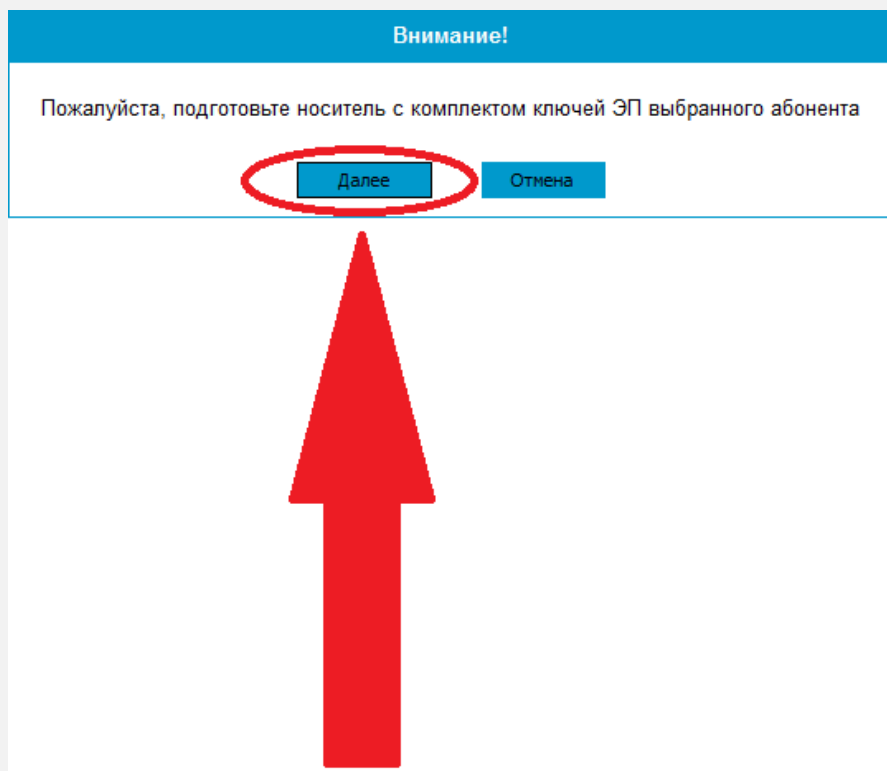 Внимание!
Пожалуйста, подготовьте носитель с комплектом ключей ЭП выбранного абонента
Далее
Отмена